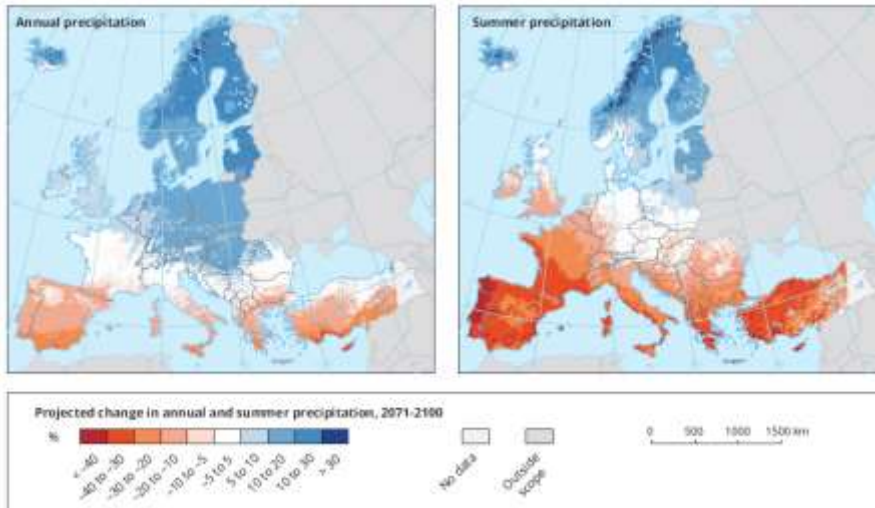 Annual precipitation
Summer precipitation
Projected change in annual and summer precipitation, 2071-2100
%
< -40
-40 to -30
-30 to -20
-20 to -10
-10 to -5
-5 to 5
5 to 10
10 to 20
10 to 30
> 30
No data
Outside
scope
0 500 1000 1500 km